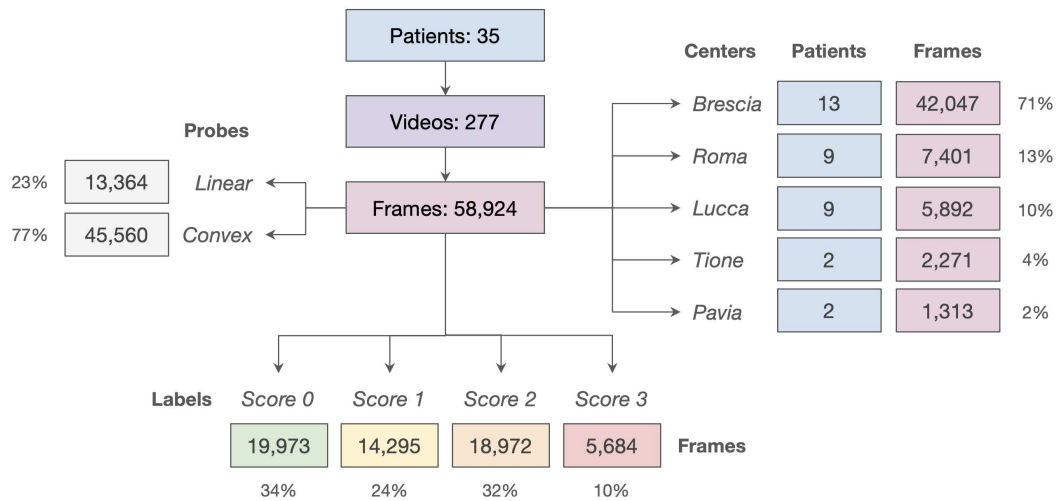 Patients: 35
Centers Patients Frames
Brescia 13 42,047 71%
Videos: 277
Probes
Roma 9 7,401 13%
23% 13,364 Linear
Frames: 58,924
Lucca 9 5,892 10%
77% 45,560 Convex
Tione 2 2,271 4%
Pavia 2 1,313 2%
Labels Score 0 Score 1 Score 2 Score 3
19,973 14,295 18,972 5,684 Frames
34% 24% 32% 10%